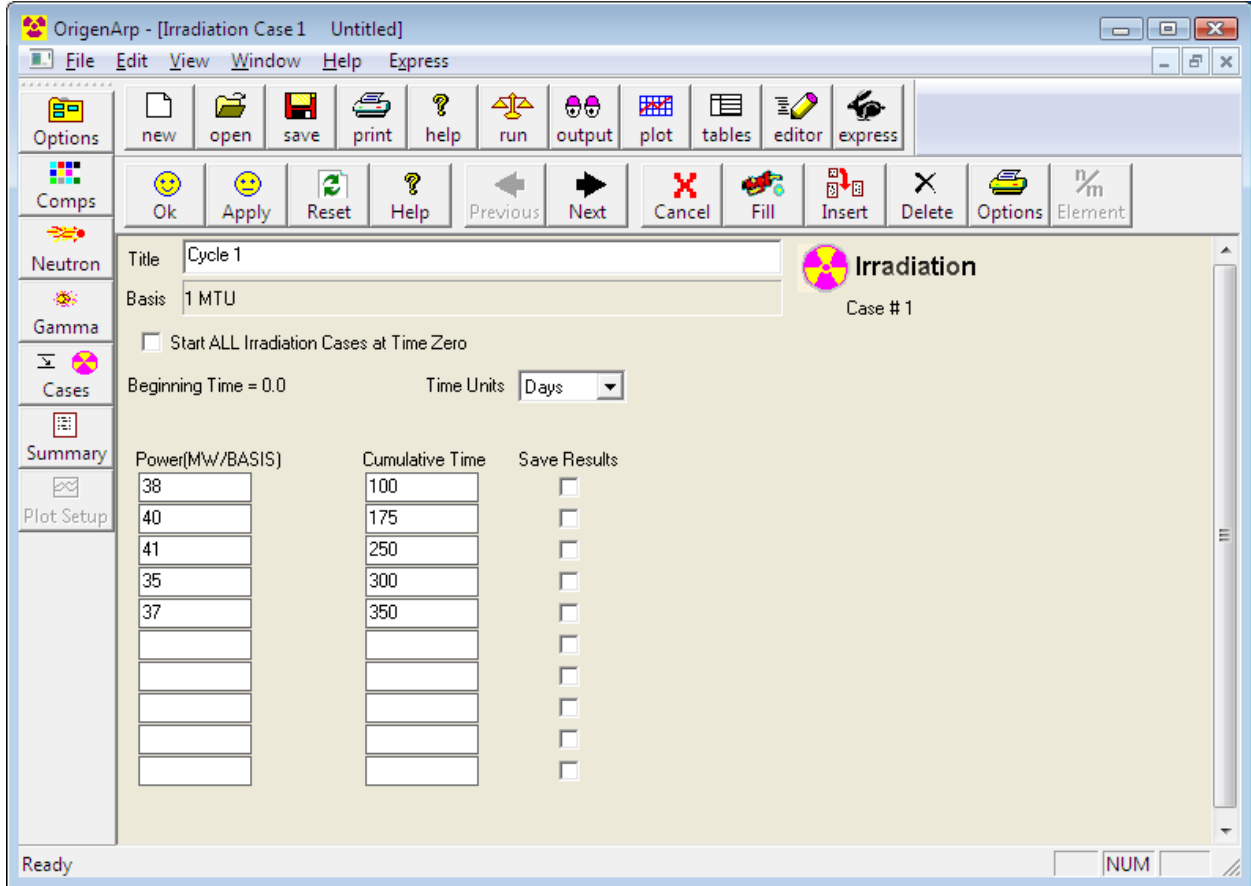 OrigenArp - [Irradiation Case 1 Untitled]
File Edit View Window Help Express
Options new open save print help run output plot tables editor express
Comps Ok Apply Reset Help Previous Next Cancel Fill Insert Delete Options n/m Element
Neutron
Gamma
Cases
Summary
Plot Setup
Title Cycle 1
Irradiation
Basis 1 MTU
Case # 1
Start ALL Irradiation Cases at Time Zero
Beginning Time = 0.0 Time Units Days
Power(MW/BASIS) Cumulative Time Save Results
38 100
40 175
41 250
35 300
37 350
Ready NUM